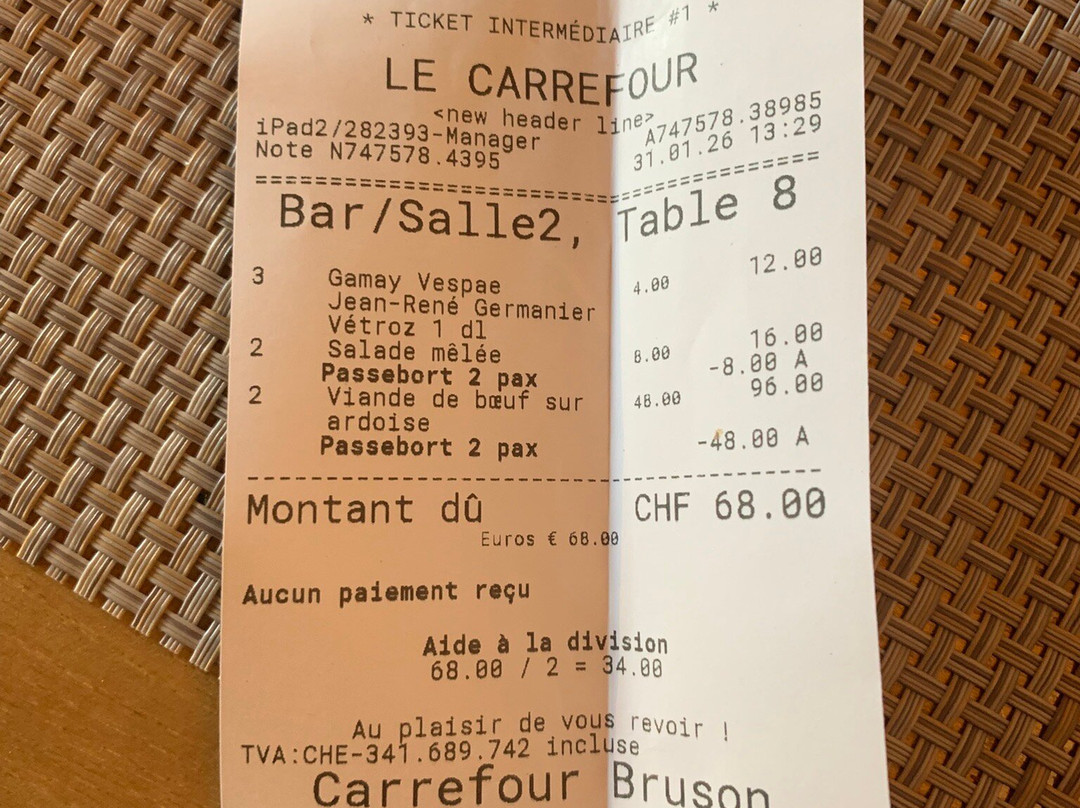 * TICKET INTERMÉDIAIRE #1 *
LE CARREFOUR
<new header line>
iPad2/282393-Manager A747578.38985
Note N747578.4395 31.01.26 13:29
================================================
Bar/Salle2, Table 8
3 Gamay Vespae 4.00 12.00
Jean-René Germanier
Vétroz 1 dl
2 Salade mêlée 8.00 16.00
Passebort 2 pax -8.00 A
2 Viande de bœuf sur 48.00 96.00
ardoise
Passebort 2 pax -48.00 A
------------------------------------------------
Montant dû CHF 68.00
Euros € 68.00
Aucun paiement reçu
Aide à la division
68.00 / 2 = 34.00
Au plaisir de vous revoir !
TVA:CHE-341.689.742 incluse
Carrefour Bruson